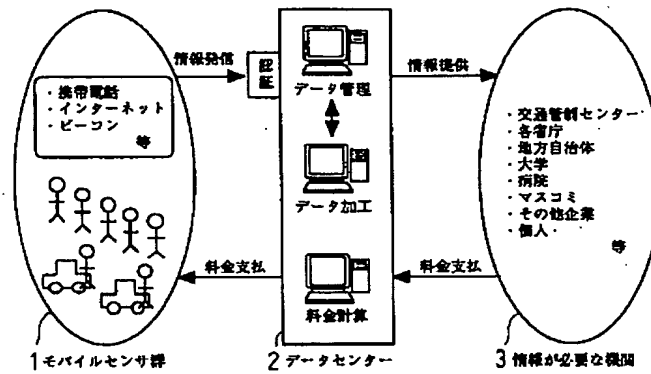 ・携帯電話
・インターネット
・ビーコン
等
1 モバイルセンサ群
情報発信
認証
データ管理
データ加工
料金計算
料金支払
2 データセンター
情報提供
料金支払
・交通管制センター
・各省庁
・地方自治体
・大学
・病院
・マスコミ
・その他企業
・個人
等
3 情報が必要な機関